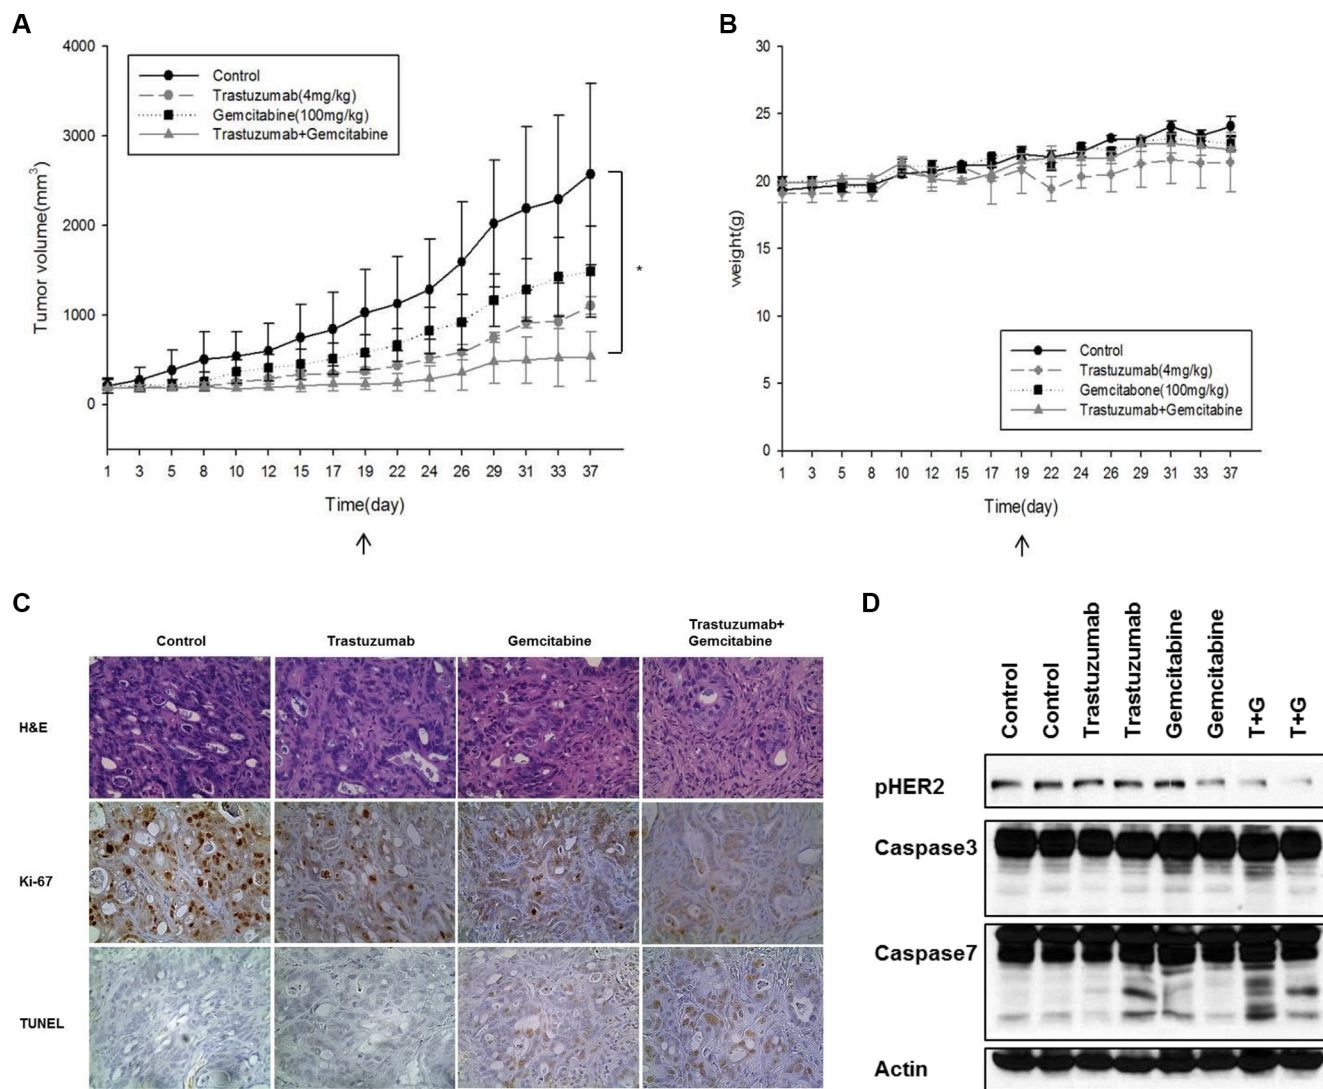 A
4000
3000
2000
1000
0
Tumor volume(mm³)
Control
Trastuzumab(4mg/kg)
Gemcitabine(100mg/kg)
Trastuzumab+Gemcitabine
*
1 3 5 8 10 12 15 17 19 22 24 26 29 31 33 37
Time(day)
B
30
25
20
15
10
5
0
weight(g)
Control
Trastuzumab(4mg/kg)
Gemcitabone(100mg/kg)
Trastuzumab+Gemcitabine
1 3 5 8 10 12 15 17 19 22 24 26 29 31 33 37
Time(day)
C
Control
Trastuzumab
Gemcitabine
Trastuzumab+
Gemcitabine
H&E
Ki-67
TUNEL
D
Control
Control
Trastuzumab
Trastuzumab
Gemcitabine
Gemcitabine
T+G
T+G
pHER2
Caspase3
Caspase7
Actin